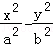 x²/a² - y²/b²